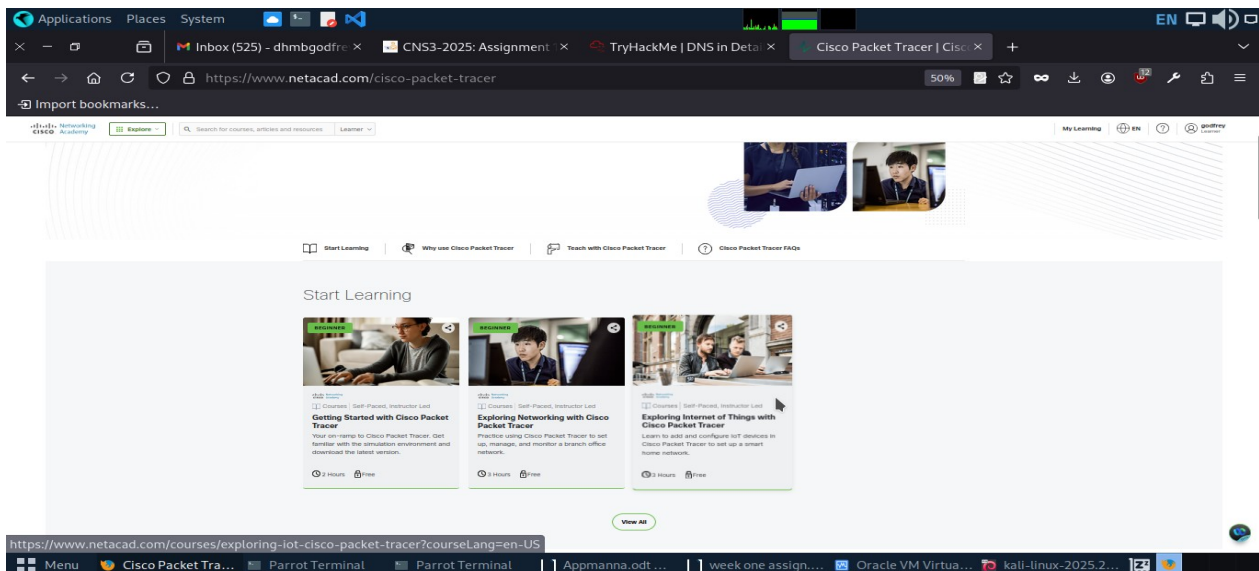 Applications Places System
EN
Inbox (525) - dhmbgodfre
CNS3-2025: Assignment
TryHackMe | DNS in Detai
Cisco Packet Tracer | Cisc
https://www.netacad.com/cisco-packet-tracer
50%
12
Import bookmarks...
CISCO Networking Academy
Explore
Search for courses, articles and resources
Learner
My Learning
EN
godfrey
Learner
Start Learning
Why use Cisco Packet Tracer
Teach with Cisco Packet Tracer
Cisco Packet Tracer FAQs
Start Learning
BEGINNER
Courses | Self-Paced, Instructor Led
Getting Started with Cisco Packet
Tracer
Your on-ramp to Cisco Packet Tracer. Get
familiar with the simulation environment and
download the latest version.
2 Hours Free
BEGINNER
Courses | Self-Paced, Instructor Led
Exploring Networking with Cisco
Packet Tracer
Practice using Cisco Packet Tracer to set
up, manage, and monitor a branch office
network.
3 Hours Free
BEGINNER
Courses | Self-Paced, Instructor Led
Exploring Internet of Things with
Cisco Packet Tracer
Learn to add and configure IoT devices in
Cisco Packet Tracer to set up a smart
home network.
3 Hours Free
View All
https://www.netacad.com/courses/exploring-iot-cisco-packet-tracer?courseLang=en-US
Menu
Cisco Packet Tra...
Parrot Terminal
Parrot Terminal
Appmanna.odt ...
week one assign....
Oracle VM Virtua...
kali-linux-2025.2...